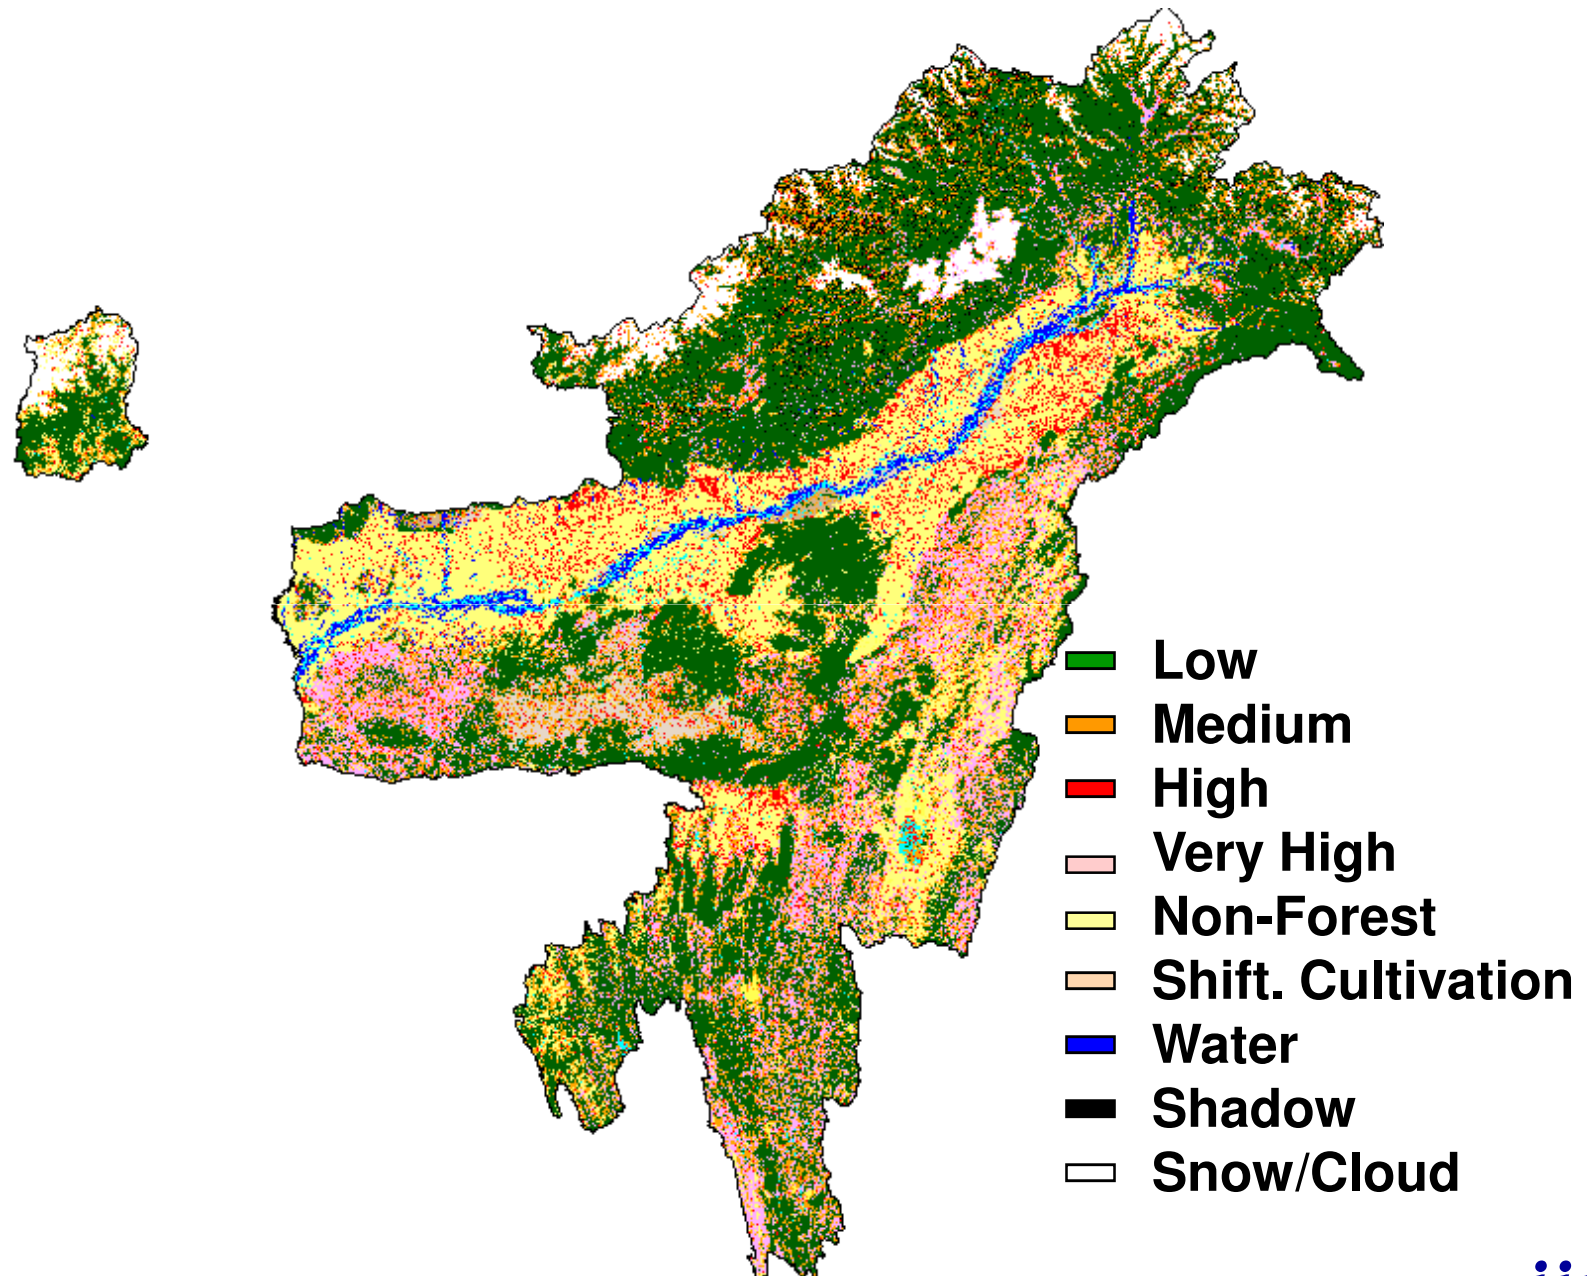 Low
Medium
High
Very High
Non-Forest
Shift. Cultivation
Water
Shadow
Snow/Cloud